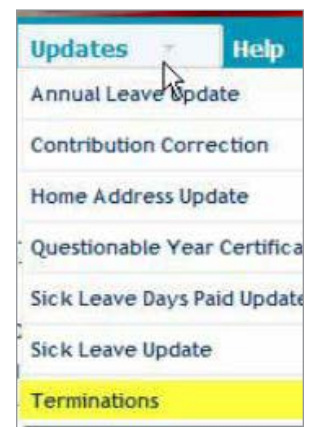 Updates Help
Annual Leave Update
Contribution Correction
Home Address Update
Questionable Year Certifica
Sick Leave Days Paid Update
Sick Leave Update
Terminations